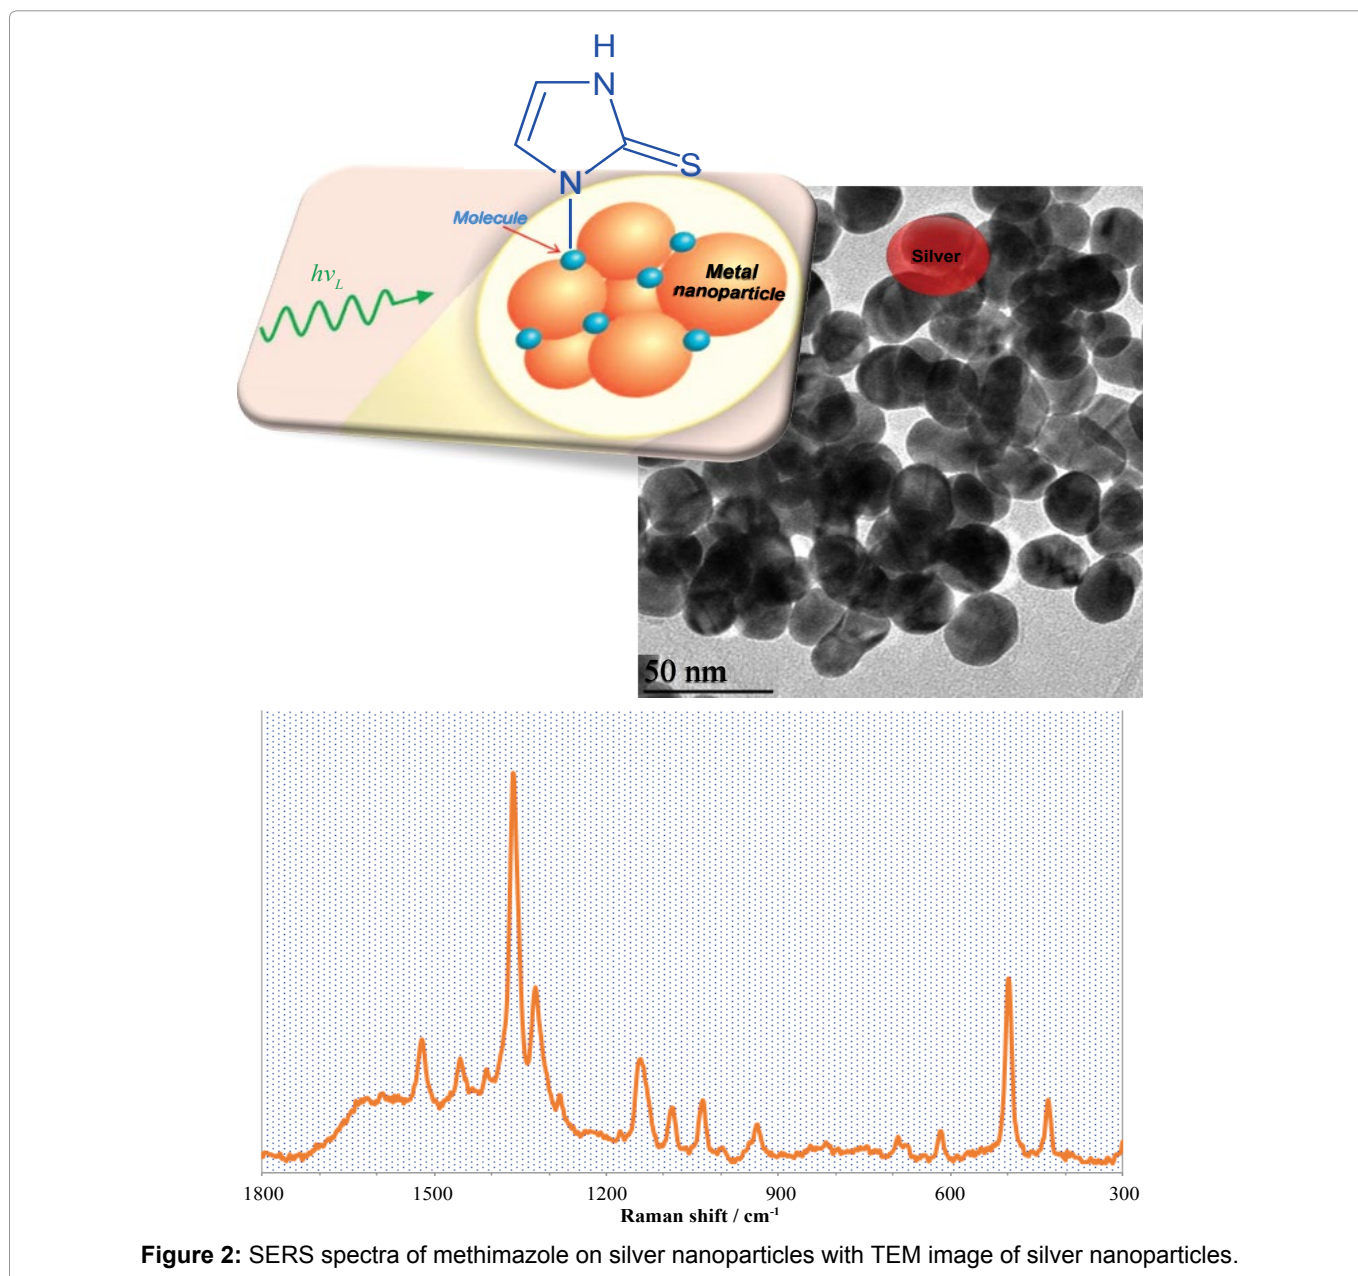 H
N
S
N
Molecule
hν_L
Metal
nanoparticle
Silver
50 nm
1800 1500 1200 900 600 300
Raman shift / cm⁻¹
Figure 2: SERS spectra of methimazole on silver nanoparticles with TEM image of silver nanoparticles.